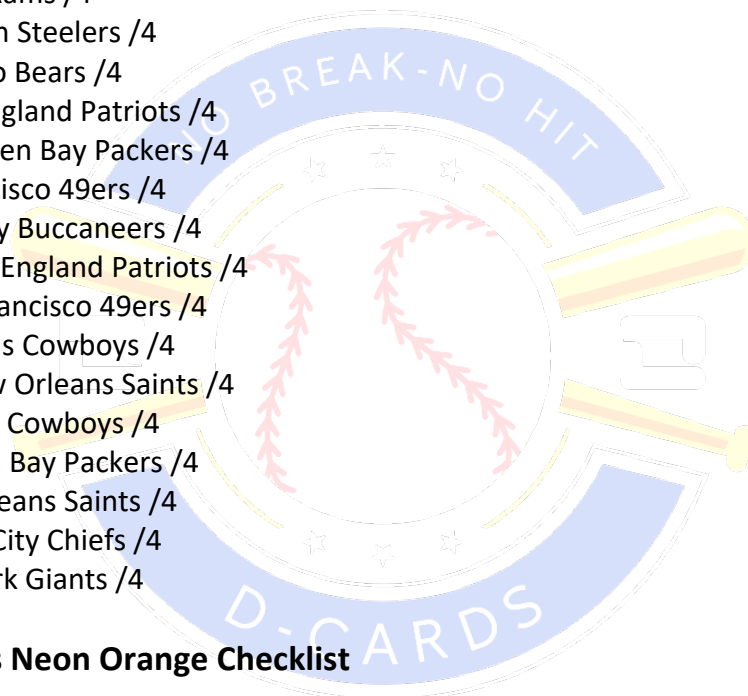 ams /4
n Steelers /4
o Bears /4
gland Patriots /4
en Bay Packers /4
isco 49ers /4
y Buccaneers /4
England Patriots /4
ancisco 49ers /4
s Cowboys /4
w Orleans Saints /4
Cowboys /4
Bay Packers /4
eans Saints /4
City Chiefs /4
rk Giants /4
s Neon Orange Checklist
NO BREAK-NO HIT
D-CARDS